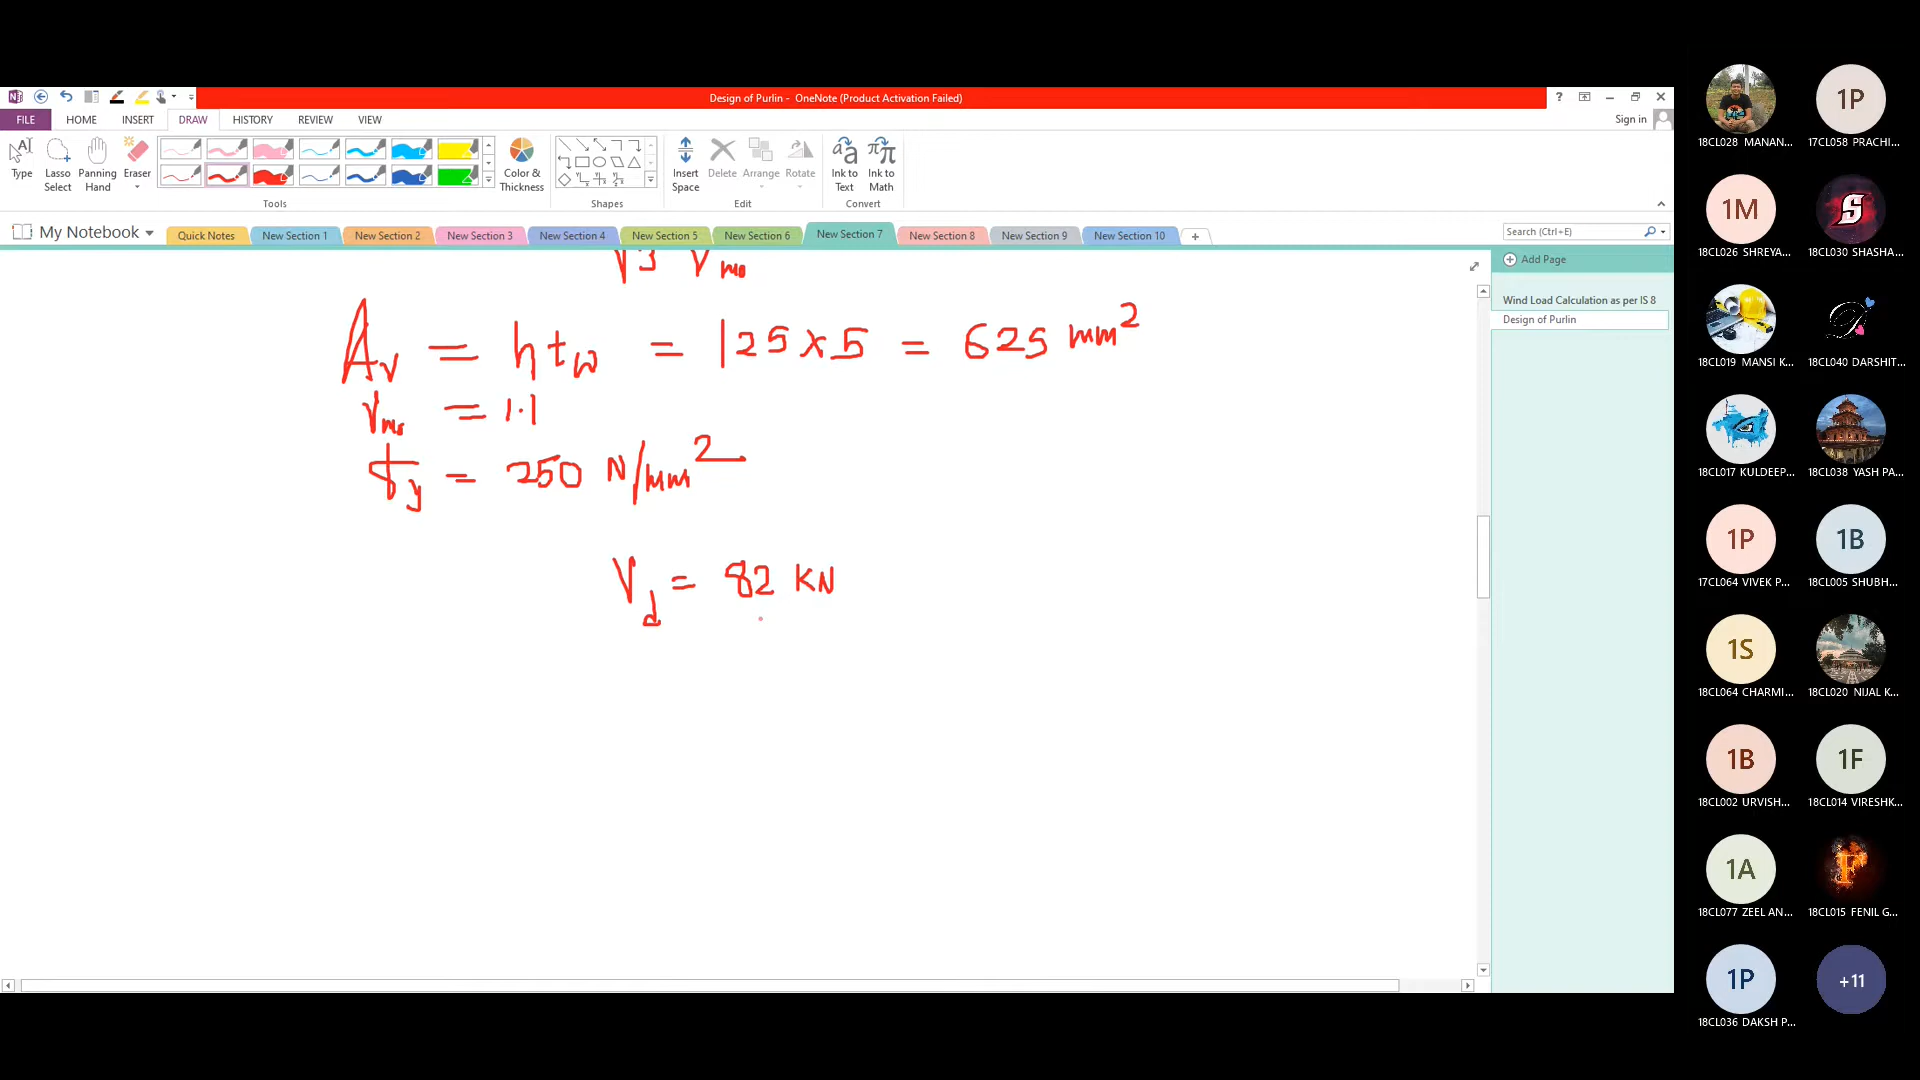 Design of Purlin - OneNote (Product Activation Failed)
FILE HOME INSERT DRAW HISTORY REVIEW VIEW
Sign in
Type
Lasso Select
Panning Hand
Eraser
Color & Thickness
Insert Space
Delete
Arrange
Rotate
Ink to Text
Ink to Math
Tools
Shapes
Edit
Convert
My Notebook
Quick Notes
New Section 1
New Section 2
New Section 3
New Section 4
New Section 5
New Section 6
New Section 7
New Section 8
New Section 9
New Section 10
Search (Ctrl+E)
Add Page
Wind Load Calculation as per IS 8
Design of Purlin
√3 γm0
Av = h tw = 125 x 5 = 625 mm²
γm0 = 1.1
fy = 250 N/mm²
Vd = 82 KN
1P
18CL028 MANAN...
17CL058 PRACHI...
1M
S
18CL026 SHREYA...
18CL030 SHASHA...
18CL019 MANSI K...
18CL040 DARSHIT...
18CL017 KULDEEP...
18CL038 YASH PA...
1P
1B
17CL064 VIVEK P...
18CL005 SHUBH...
1S
18CL064 CHARMI...
18CL020 NIJAL K...
1B
1F
18CL002 URVISH...
18CL014 VIRESHK...
1A
18CL077 ZEEL AN...
18CL015 FENIL G...
1P
+11
18CL036 DAKSH P...